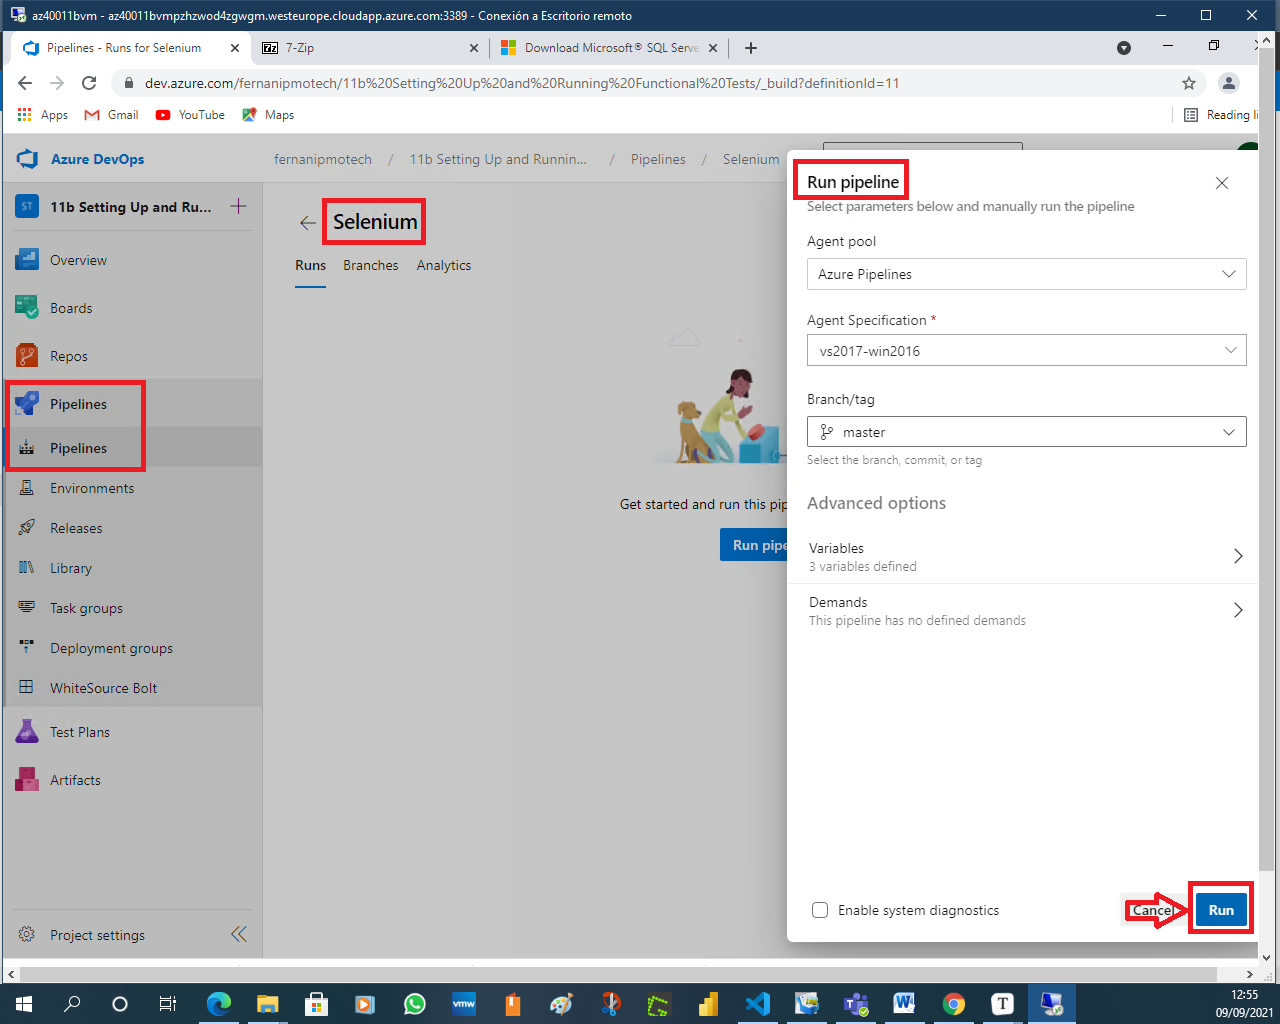 az40011bvm - az40011bvmpzhzwod4zgwgm.westeurope.cloudapp.azure.com:3389 - Conexión a Escritorio remoto
Pipelines - Runs for Selenium
7-Zip
Download Microsoft® SQL Serve
dev.azure.com/fernanipmotech/11b%20Setting%20Up%20and%20Running%20Functional%20Tests/_build?definitionId=11
Apps
Gmail
YouTube
Maps
Reading li
Azure DevOps
fernanipmotech / 11b Setting Up and Runnin... / Pipelines / Selenium
ST
11b Setting Up and Ru...
Overview
Boards
Repos
Pipelines
Pipelines
Environments
Releases
Library
Task groups
Deployment groups
WhiteSource Bolt
Test Plans
Artifacts
Project settings
Selenium
Runs
Branches
Analytics
Get started and run this pip
Run pipe
Run pipeline
Select parameters below and manually run the pipeline
Agent pool
Azure Pipelines
Agent Specification *
vs2017-win2016
Branch/tag
master
Select the branch, commit, or tag
Advanced options
Variables
3 variables defined
Demands
This pipeline has no defined demands
Enable system diagnostics
Cancel
Run
12:55
09/09/2021